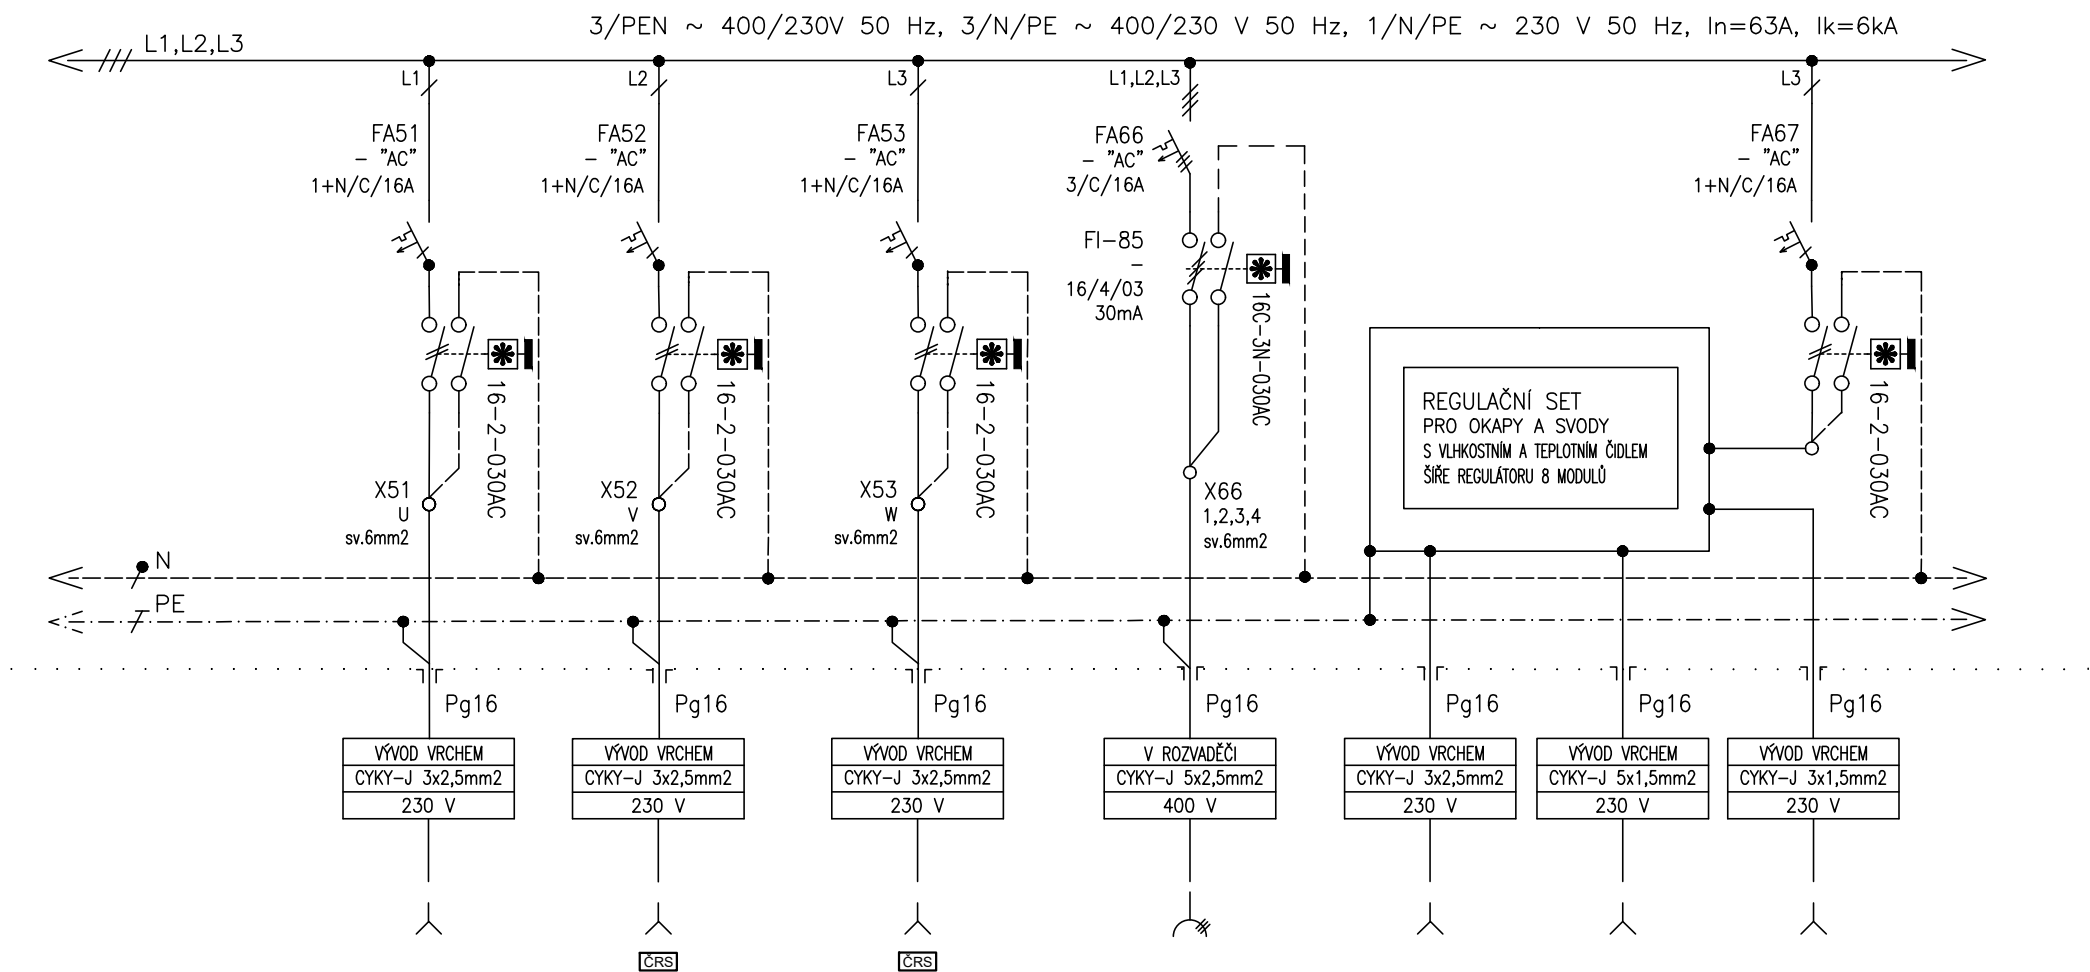 3/PEN ~ 400/230V 50 Hz, 3/N/PE ~ 400/230 V 50 Hz, 1/N/PE ~ 230 V 50 Hz, In=63A, Ik=6kA
L1,L2,L3
L1
FA51
- "AC"
1+N/C/16A
16-2-030AC
X51
U
sv.6mm2
L2
FA52
- "AC"
1+N/C/16A
16-2-030AC
X52
V
sv.6mm2
L3
FA53
- "AC"
1+N/C/16A
16-2-030AC
X53
W
sv.6mm2
L1,L2,L3
FA66
- "AC"
3/C/16A
FI-85
-
16/4/03
30mA
16C-3N-030AC
X66
1,2,3,4
sv.6mm2
REGULAČNÍ SET
PRO OKAPY A SVODY
S VLHKOSTNÍM A TEPLOTNÍM ČIDLEM
ŠÍŘE REGULÁTORU 8 MODULŮ
L3
FA67
- "AC"
1+N/C/16A
16-2-030AC
N
PE
Pg16
VÝVOD VRCHEM
CYKY-J 3x2,5mm2
230 V
Pg16
VÝVOD VRCHEM
CYKY-J 3x2,5mm2
230 V
ČRS
Pg16
VÝVOD VRCHEM
CYKY-J 3x2,5mm2
230 V
ČRS
Pg16
V ROZVADĚČI
CYKY-J 5x2,5mm2
400 V
Pg16
VÝVOD VRCHEM
CYKY-J 3x2,5mm2
230 V
Pg16
VÝVOD VRCHEM
CYKY-J 5x1,5mm2
230 V
Pg16
VÝVOD VRCHEM
CYKY-J 3x1,5mm2
230 V